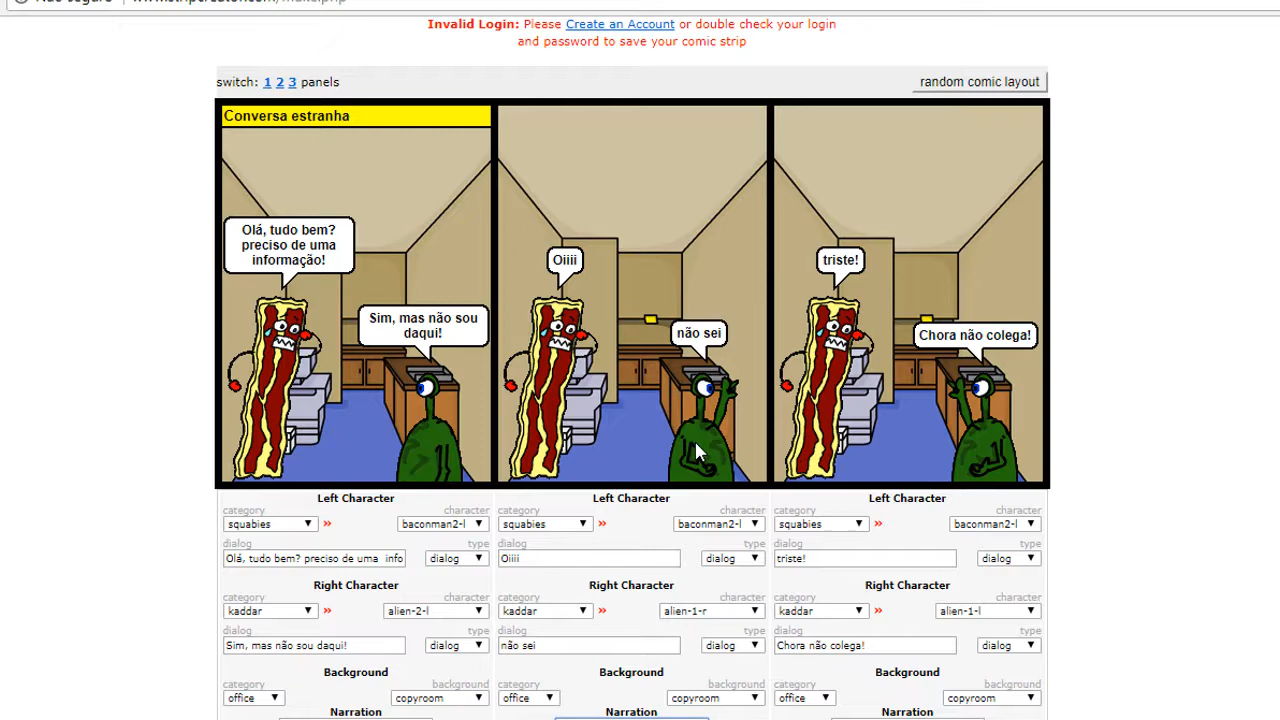 Invalid Login: Please Create an Account or double check your login
and password to save your comic strip
switch: 1 2 3 panels
random comic layout
Conversa estranha
Olá, tudo bem?
preciso de uma
informação!
Sim, mas não sou
daqui!
Oiiii
não sei
triste!
Chora não colega!
Left Character
Left Character
Left Character
category character category character category character
squabies » baconman2-l squabies » baconman2-l squabies » baconman2-l
dialog type dialog type dialog type
Olá, tudo bem? preciso de uma info dialog Oiiii dialog triste! dialog
Right Character
Right Character
Right Character
category character category character category character
kaddar » alien-2-l kaddar » alien-1-r kaddar » alien-1-l
dialog type dialog type dialog type
Sim, mas não sou daqui! dialog não sei dialog Chora não colega! dialog
Background
Background
Background
category background category background category background
office copyroom office copyroom office copyroom
Narration
Narration
Narration